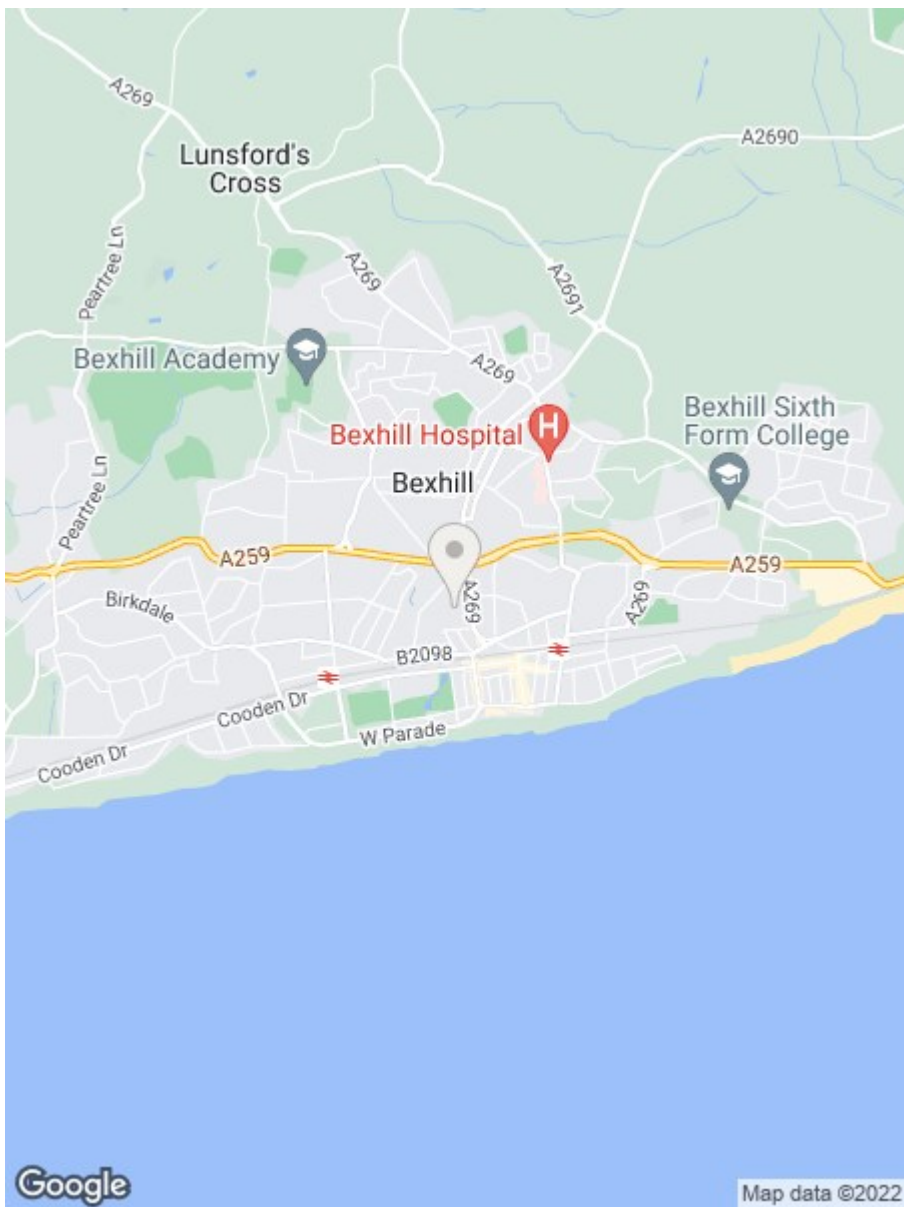 A269
A2690
Lunsford's
Cross
Peartree Ln
A269
A2691
Bexhill Academy
A269
Bexhill Sixth
Form College
Bexhill Hospital
H
Bexhill
Peartree Ln
A259
A259
Birkdale
A269
A269
B2098
Cooden Dr
W Parade
Cooden Dr
Google
Map data ©2022